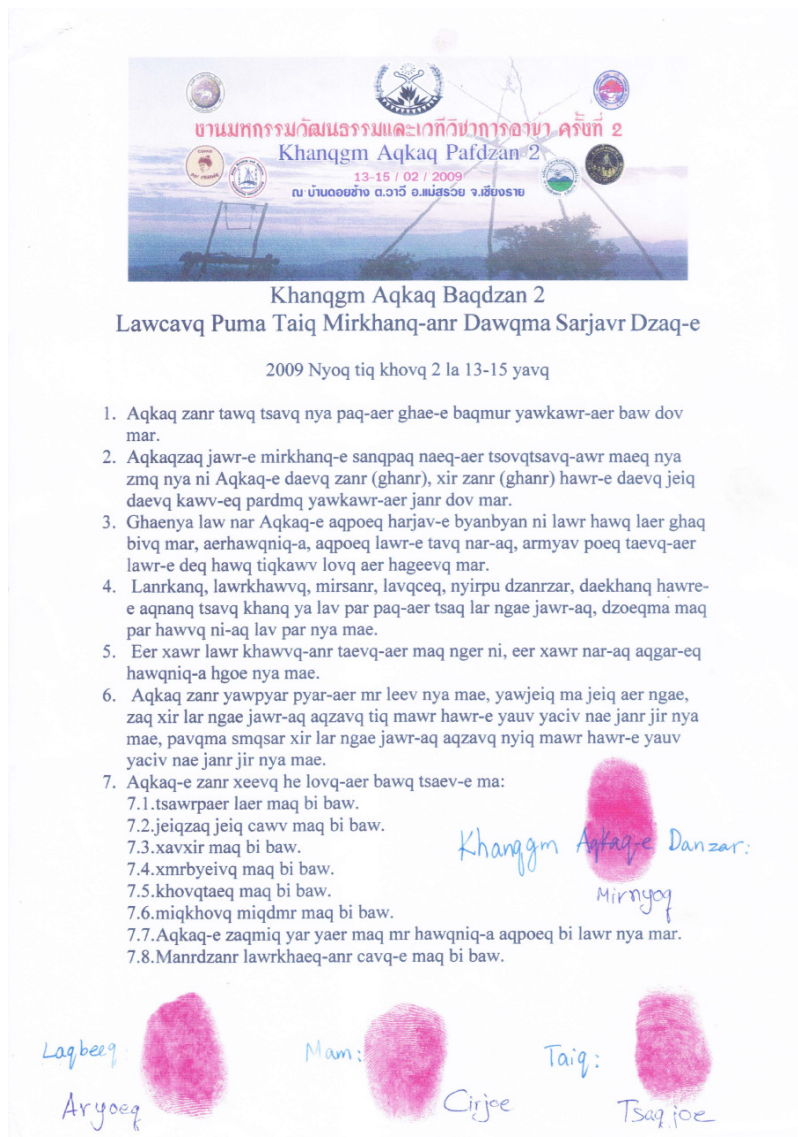 งานมหกรรมวัฒนธรรมและเวทีวิชาการอาข่า ครั้งที่ 2
Khanqgm Aqkaq Pafdzan 2
13-15 / 02 / 2009
ณ บ้านดอยช้าง ต.วาวี อ.แม่สรวย จ.เชียงราย
Khanqgm Aqkaq Baqdzan 2
Lawcavq Puma Taiq Mirkhanq-anr Dawqma Sarjavr Dzaq-e
2009 Nyoq tiq khovq 2 la 13-15 yavq
1. Aqkaq zanr tawq tsavq nya paq-aer ghae-e baqmur yawkawr-aer baw dov
mar.
2. Aqkaqzaq jawr-e mirkhanq-e sanqpaq naeq-aer tsovqtsavq-awr maeq nya
zmq nya ni Aqkaq-e daevq zanr (ghanr), xir zanr (ghanr) hawr-e daevq jeiq
daevq kawv-eq pardmq yawkawr-aer janr dov mar.
3. Ghaenya law nar Aqkaq-e aqpoeq harjav-e byanbyan ni lawr hawq laer ghaq
bivq mar, aerhawqniq-a, aqpoeq lawr-e tavq nar-aq, armyav poeq taevq-aer
lawr-e deq hawq tiqkawv lovq aer hageevq mar.
4. Lanrkanq, lawrkhawvq, mirsanr, lavqceq, nyirpu dzanrzar, daekhanq hawre-
e aqnanq tsavq khanq ya lav par paq-aer tsaq lar ngae jawr-aq, dzoeqma maq
par hawvq ni-aq lav par nya mae.
5. Eer xawv lawr khawvq-anr taevq-aer maq nger ni, eer xawr nar-aq aqgar-eq
hawqniq-a hgoe nya mae.
6. Aqkaq zanr yawpyar pyar-aer mr leev nya mae, yawjeiq ma jeiq aer ngae,
zaq xir lar ngae jawr-aq aqzavq tiq mawr hawr-e yauv yaciv nae janr jir nya
mae, pavqma smqsar xir lar ngae jawr-aq aqzavq nyiq mawr hawr-e yauv
yaciv nae janr jir nya mae.
7. Aqkaq-e zanr xeevq he lovq-aer bawq tsaev-e ma:
7.1.tsawrpaer laer maq bi baw.
7.2.jeiqzaq jeiq cawv maq bi baw.
7.3.xavxir maq bi baw.
7.4.xmrbyeivq maq bi baw.
7.5.khovqtaeq maq bi baw.
7.6.miqkhovq miqdmr maq bi baw.
7.7.Aqkaq-e zaqmiq yar yaer maq mr hawqniq-a aqpoeq bi lawr nya mar.
7.8.Manrdzanr lawrkhaeq-anr cavq-e maq bi baw.
Khanqgm Aqkaq-e Danzar:
Mirnyoq
Laqbeeq:
Aryoeq
Mam:
Cirjoe
Taiq:
Tsaq joe